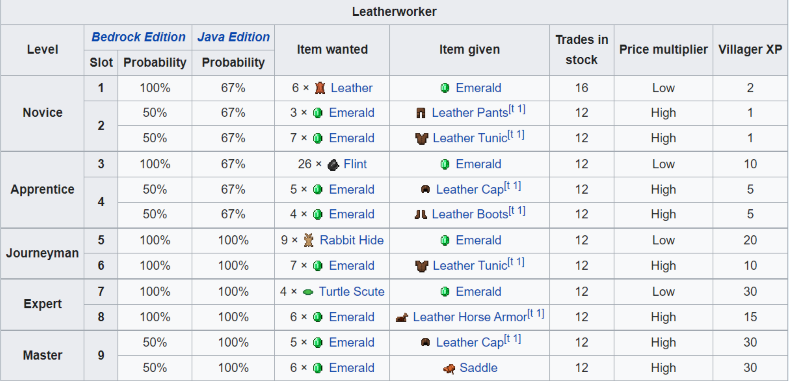 Leatherworker
Level Bedrock Edition Java Edition Item wanted Item given Trades in stock Price multiplier Villager XP
Slot Probability Probability
Novice 1 100% 67% 6 × Leather Emerald 16 Low 2
2 50% 67% 3 × Emerald Leather Pants[t 1] 12 High 1
50% 67% 7 × Emerald Leather Tunic[t 1] 12 High 1
Apprentice 3 100% 67% 26 × Flint Emerald 12 Low 10
4 50% 67% 5 × Emerald Leather Cap[t 1] 12 High 5
50% 67% 4 × Emerald Leather Boots[t 1] 12 High 5
Journeyman 5 100% 100% 9 × Rabbit Hide Emerald 12 Low 20
6 100% 100% 7 × Emerald Leather Tunic[t 1] 12 High 10
Expert 7 100% 100% 4 × Turtle Scute Emerald 12 Low 30
8 100% 100% 6 × Emerald Leather Horse Armor[t 1] 12 High 15
Master 9 50% 100% 5 × Emerald Leather Cap[t 1] 12 High 30
50% 100% 6 × Emerald Saddle 12 High 30